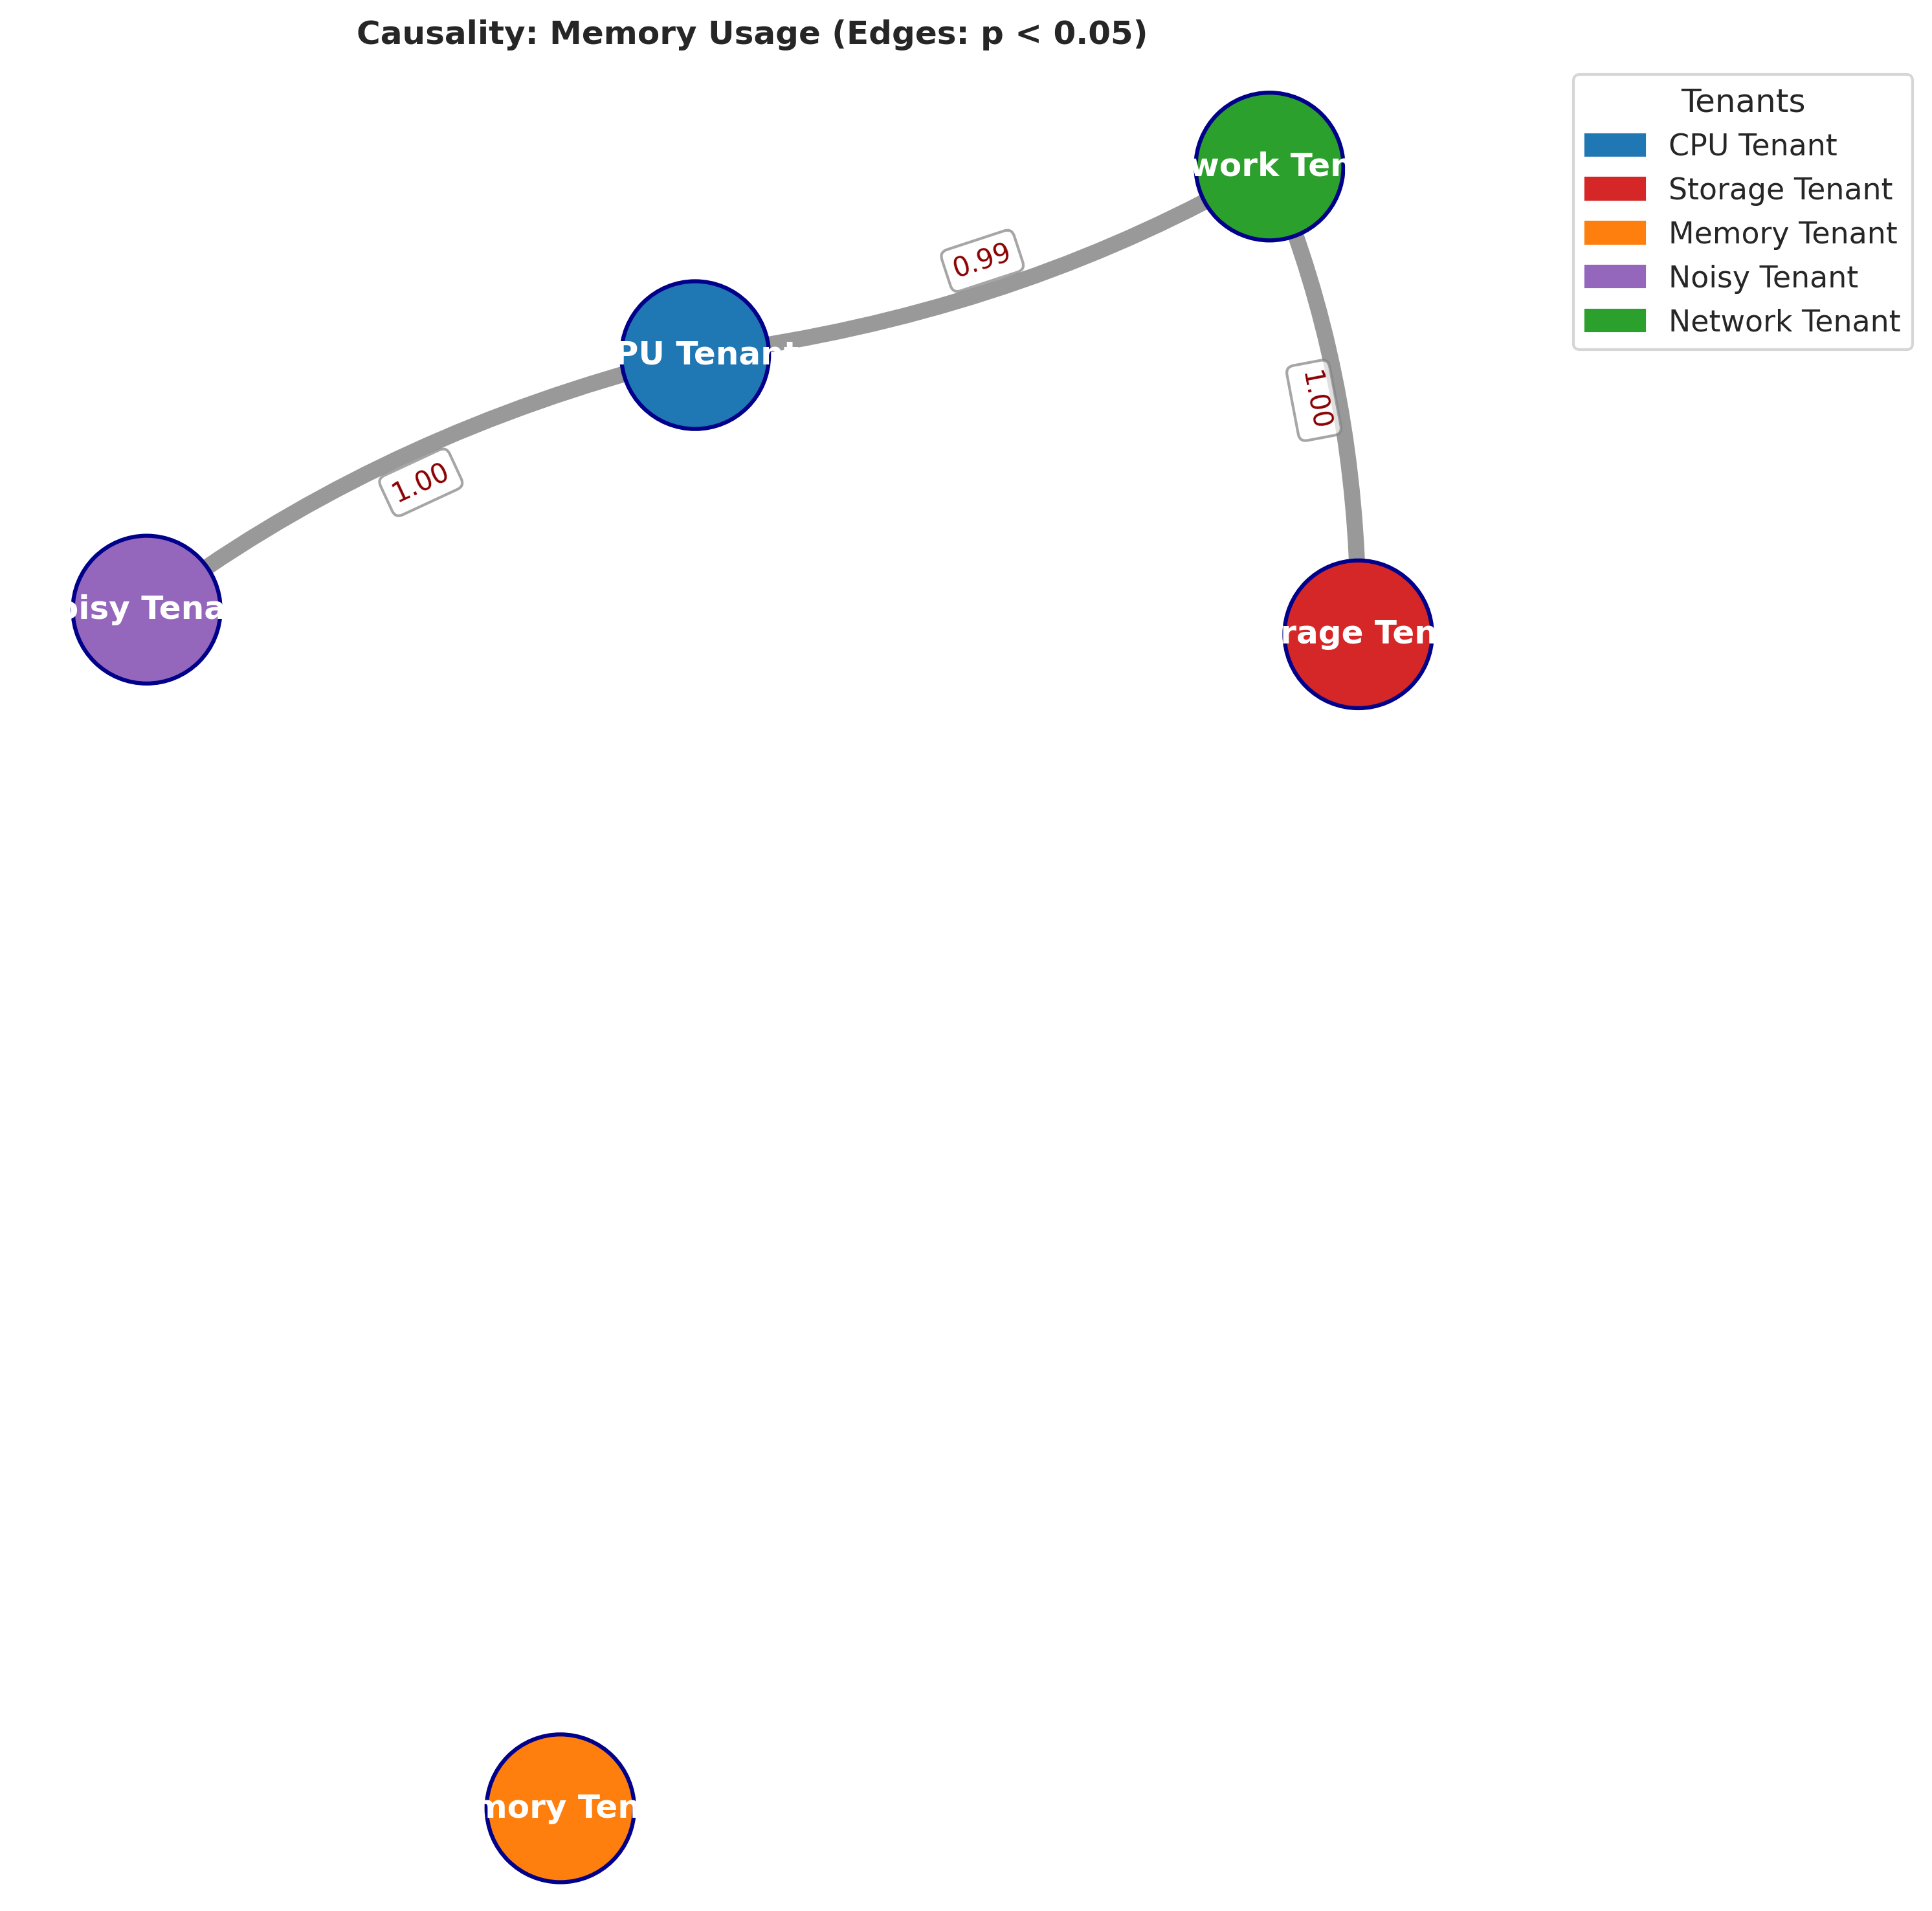 Causality: Memory Usage (Edges: p < 0.05)
Tenants
CPU Tenant
Storage Tenant
Memory Tenant
Noisy Tenant
Network Tenant
work Ten
0.99
PU Tenant
1.00
1.00
oisy Tena
rage Ten
mory Ten